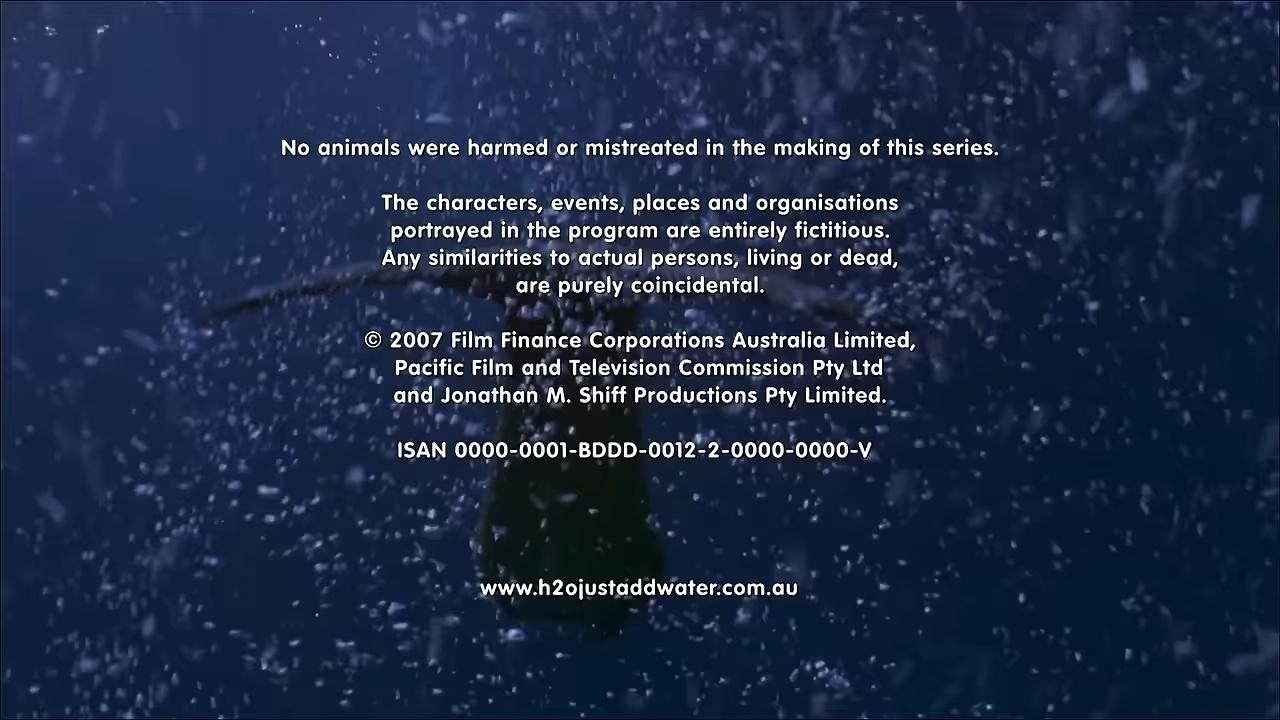 No animals were harmed or mistreated in the making of this series.
The characters, events, places and organisations
portrayed in the program are entirely fictitious.
Any similarities to actual persons, living or dead,
are purely coincidental.
© 2007 Film Finance Corporations Australia Limited,
Pacific Film and Television Commission Pty Ltd
and Jonathan M. Shiff Productions Pty Limited.
ISAN 0000-0001-BDDD-0012-2-0000-0000-V
www.h2ojustaddwater.com.au